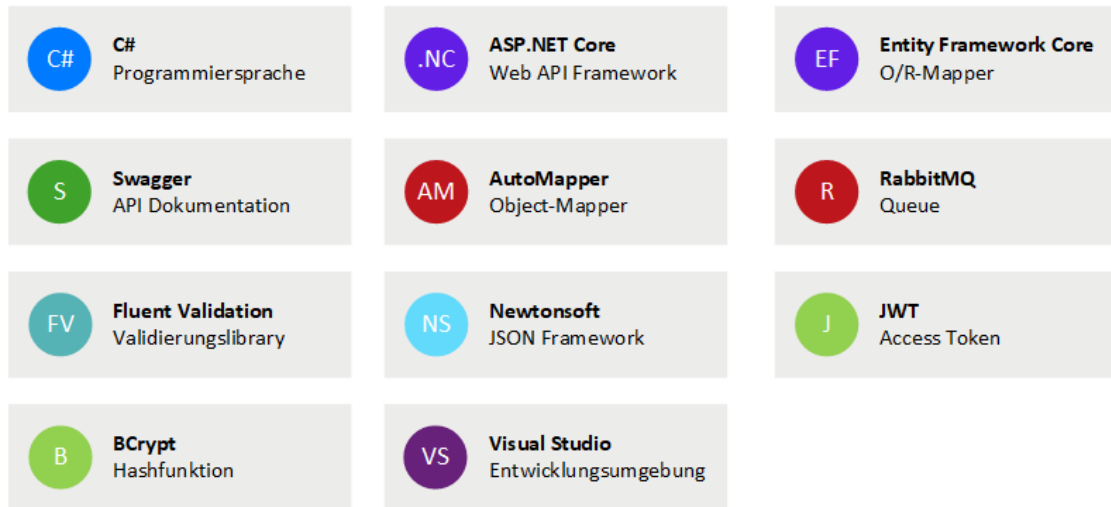 C#
C#
Programmiersprache
.NC
ASP.NET Core
Web API Framework
EF
Entity Framework Core
O/R-Mapper
S
Swagger
API Dokumentation
AM
AutoMapper
Object-Mapper
R
RabbitMQ
Queue
FV
Fluent Validation
Validierungslibrary
NS
Newtonsoft
JSON Framework
J
JWT
Access Token
B
BCrypt
Hashfunktion
VS
Visual Studio
Entwicklungsumgebung